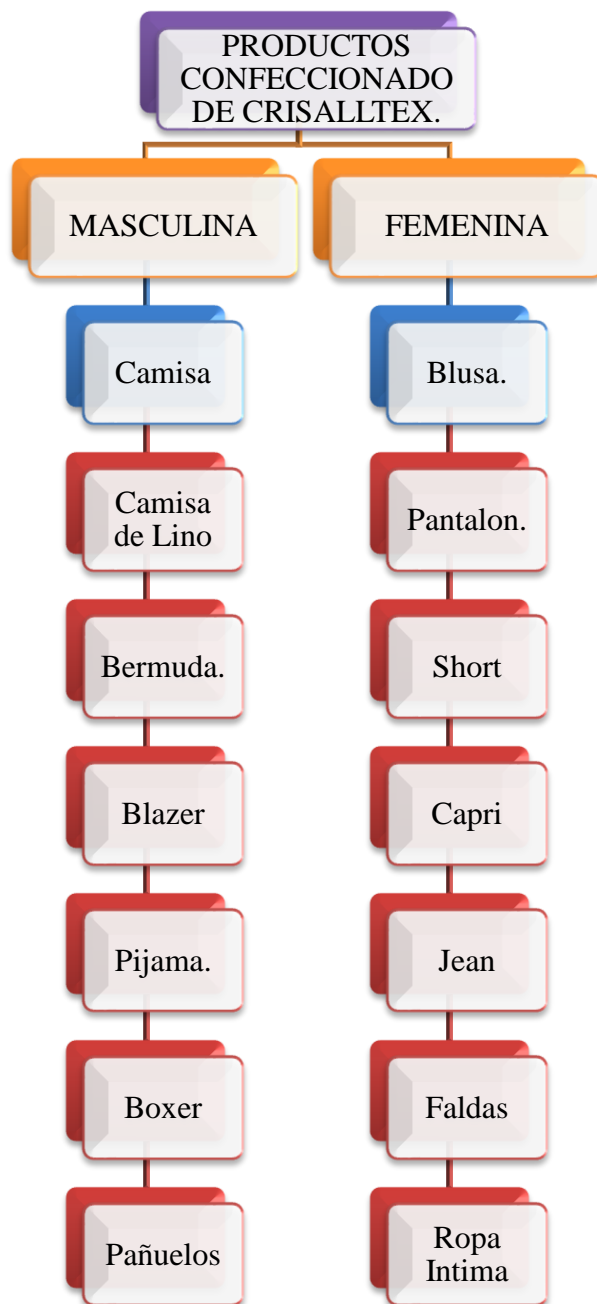 PRODUCTOS
CONFECCIONADO
DE CRISALLTEX.
MASCULINA
FEMENINA
Camisa
Blusa.
Camisa
de Lino
Pantalon.
Bermuda.
Short
Blazer
Capri
Pijama.
Jean
Boxer
Faldas
Pañuelos
Ropa
Intima